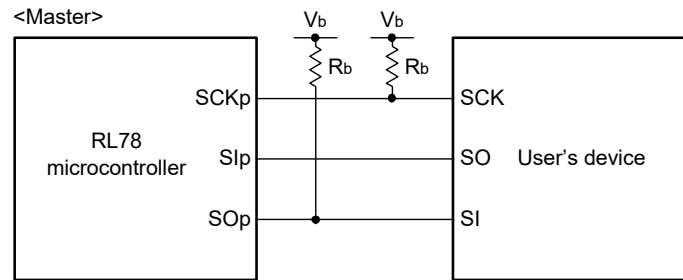 <Master>
Vb Vb
Rb Rb
SCKp SCK
RL78
microcontroller
SIp SO User's device
SOp SI